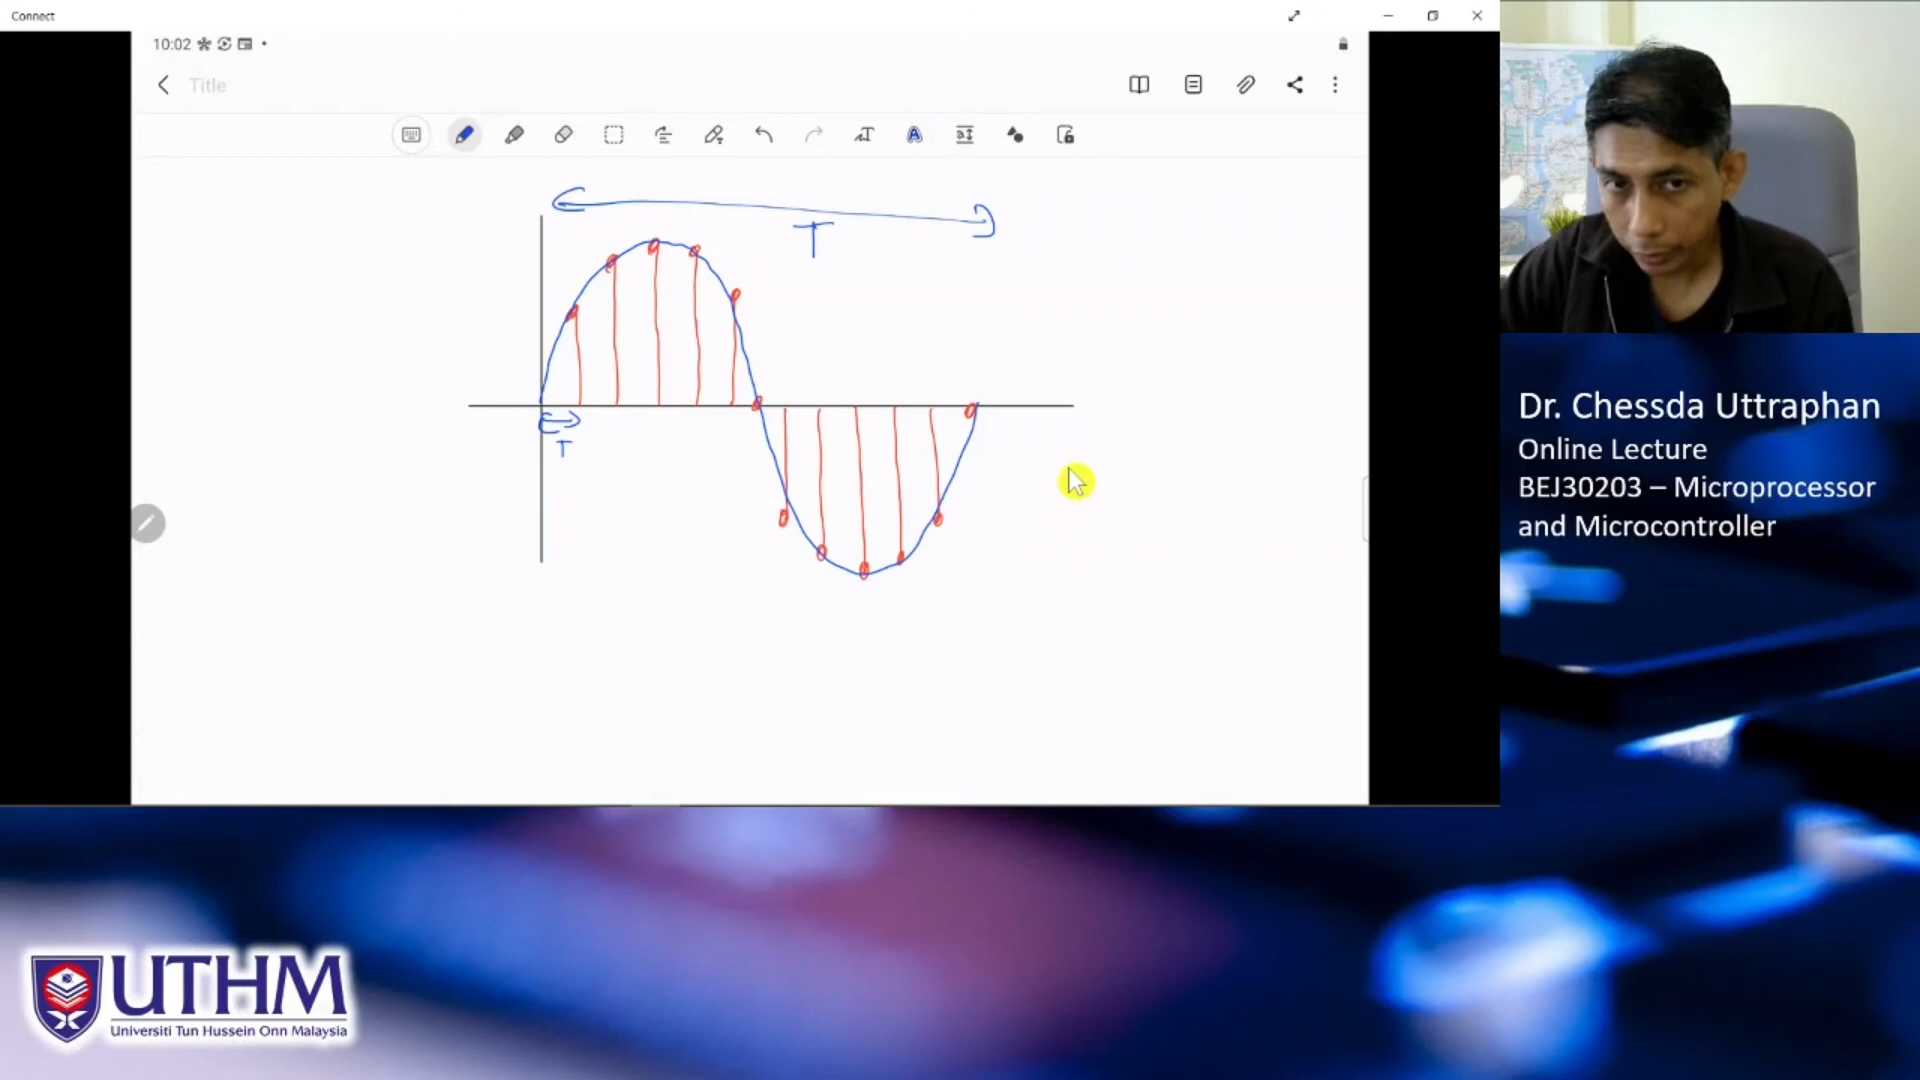 Connect
10:02
Title
T
T
Dr. Chessda Uttraphan
Online Lecture
BEJ30203 – Microprocessor
and Microcontroller
UTHM
Universiti Tun Hussein Onn Malaysia